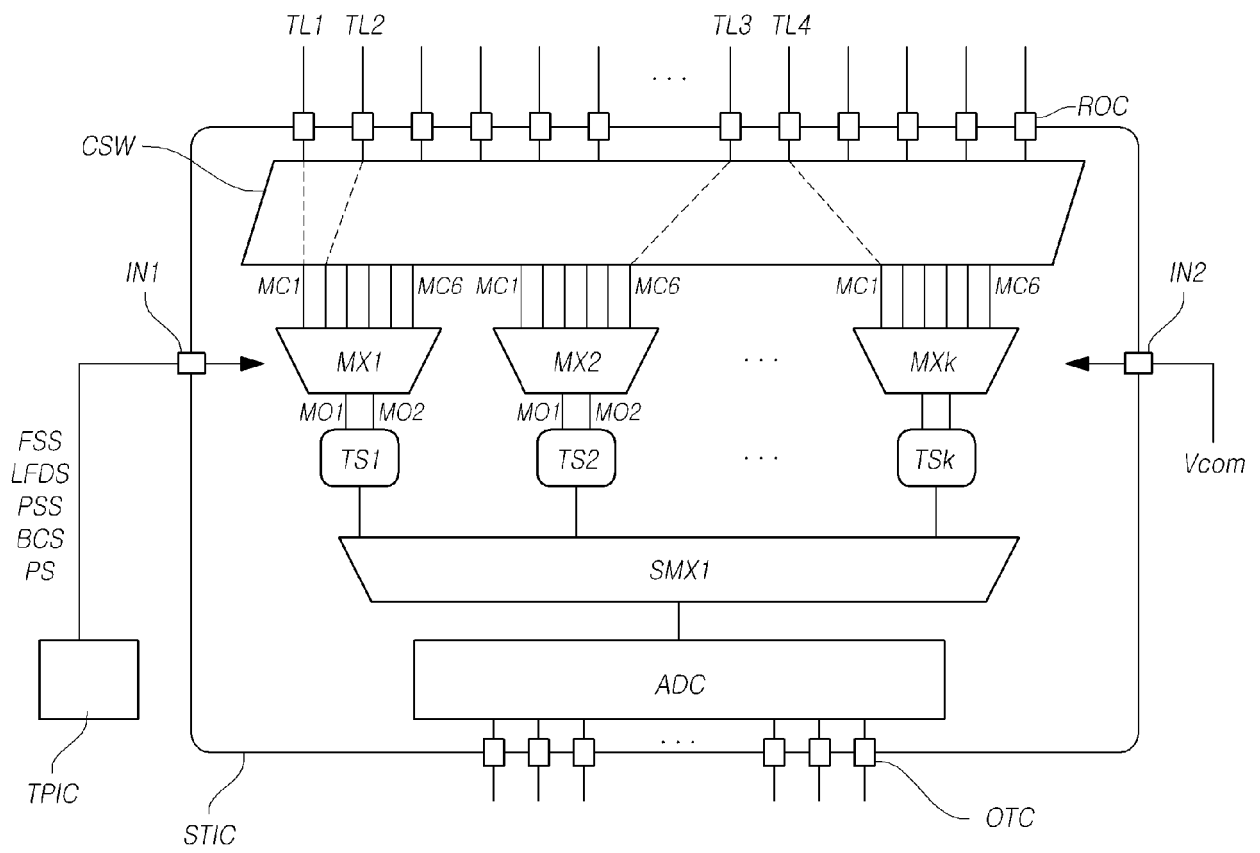 TL1 TL2 TL3 TL4
. . .
ROC
CSW
IN1
MC1 MC6 MC1 MC6 MC1 MC6
IN2
MX1 MX2 . . . MXk
MO1 MO2 MO1 MO2
FSS
LFDS
PSS
BCS
PS
TS1 TS2 . . . TSk
Vcom
SMX1
ADC
. . .
TPIC
STIC
OTC